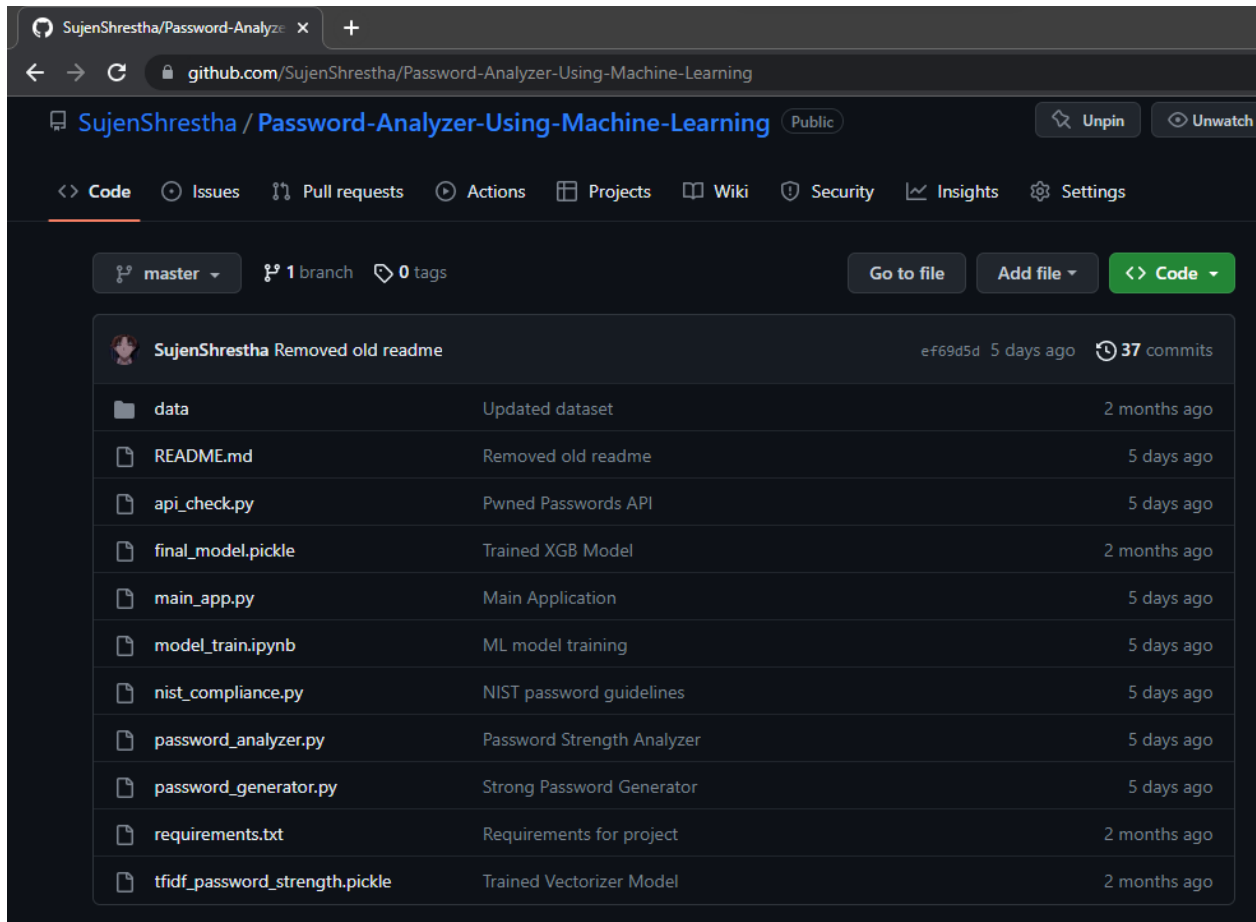 SujenShrestha/Password-Analyze
github.com/SujenShrestha/Password-Analyzer-Using-Machine-Learning
SujenShrestha / Password-Analyzer-Using-Machine-Learning Public Unpin Unwatch
Code Issues Pull requests Actions Projects Wiki Security Insights Settings
master 1 branch 0 tags Go to file Add file Code
SujenShrestha Removed old readme ef69d5d 5 days ago 37 commits
data Updated dataset 2 months ago
README.md Removed old readme 5 days ago
api_check.py Pwned Passwords API 5 days ago
final_model.pickle Trained XGB Model 2 months ago
main_app.py Main Application 5 days ago
model_train.ipynb ML model training 5 days ago
nist_compliance.py NIST password guidelines 5 days ago
password_analyzer.py Password Strength Analyzer 5 days ago
password_generator.py Strong Password Generator 5 days ago
requirements.txt Requirements for project 2 months ago
tfidf_password_strength.pickle Trained Vectorizer Model 2 months ago